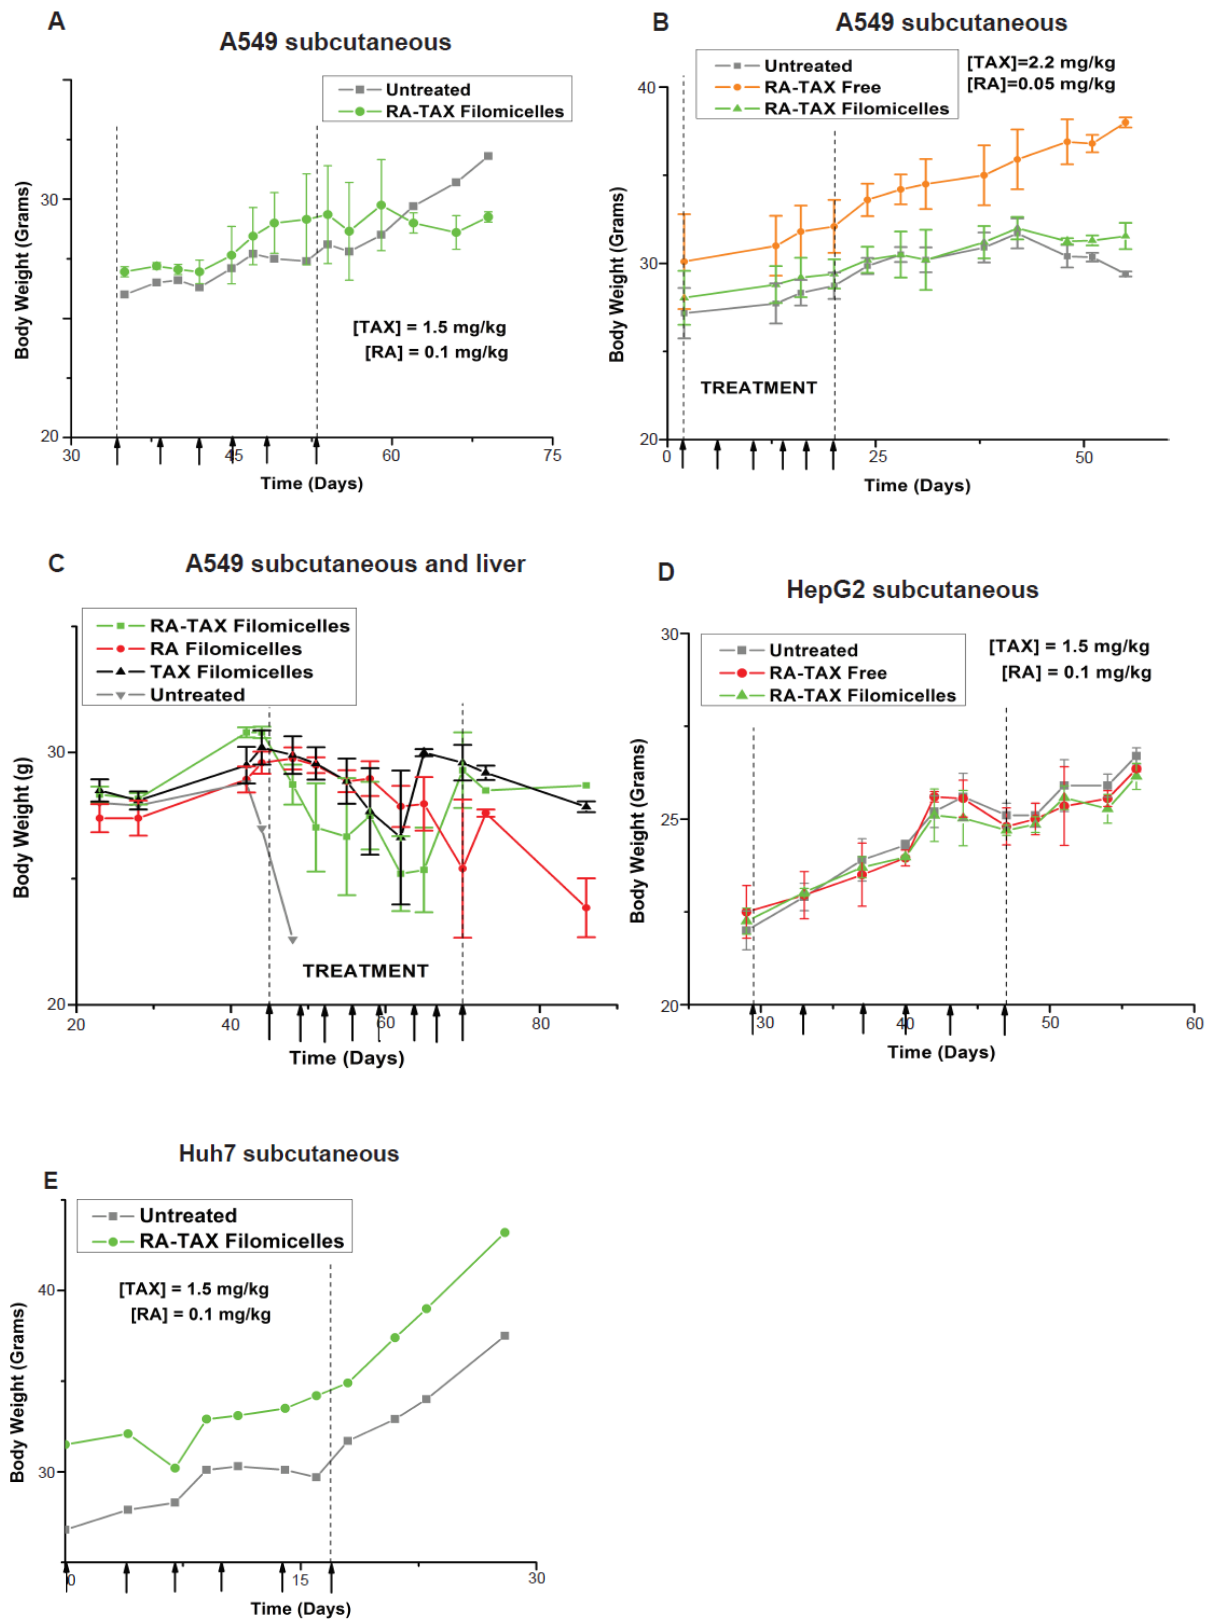 A
A549 subcutaneous
Untreated
RA-TAX Filomicelles
30
20
Body Weight (Grams)
[TAX] = 1.5 mg/kg
[RA] = 0.1 mg/kg
30
45
60
75
Time (Days)
B
A549 subcutaneous
Untreated
RA-TAX Free
RA-TAX Filomicelles
[TAX]=2.2 mg/kg
[RA]=0.05 mg/kg
40
30
20
Body Weight (Grams)
TREATMENT
0
25
50
Time (Days)
C
A549 subcutaneous and liver
RA-TAX Filomicelles
RA Filomicelles
TAX Filomicelles
Untreated
30
20
Body Weight (g)
TREATMENT
20
40
60
80
Time (Days)
D
HepG2 subcutaneous
Untreated
RA-TAX Free
RA-TAX Filomicelles
[TAX] = 1.5 mg/kg
[RA] = 0.1 mg/kg
30
25
20
Body Weight (Grams)
30
40
50
60
Time (Days)
Huh7 subcutaneous
E
Untreated
RA-TAX Filomicelles
[TAX] = 1.5 mg/kg
[RA] = 0.1 mg/kg
40
30
Body Weight (Grams)
0
15
30
Time (Days)